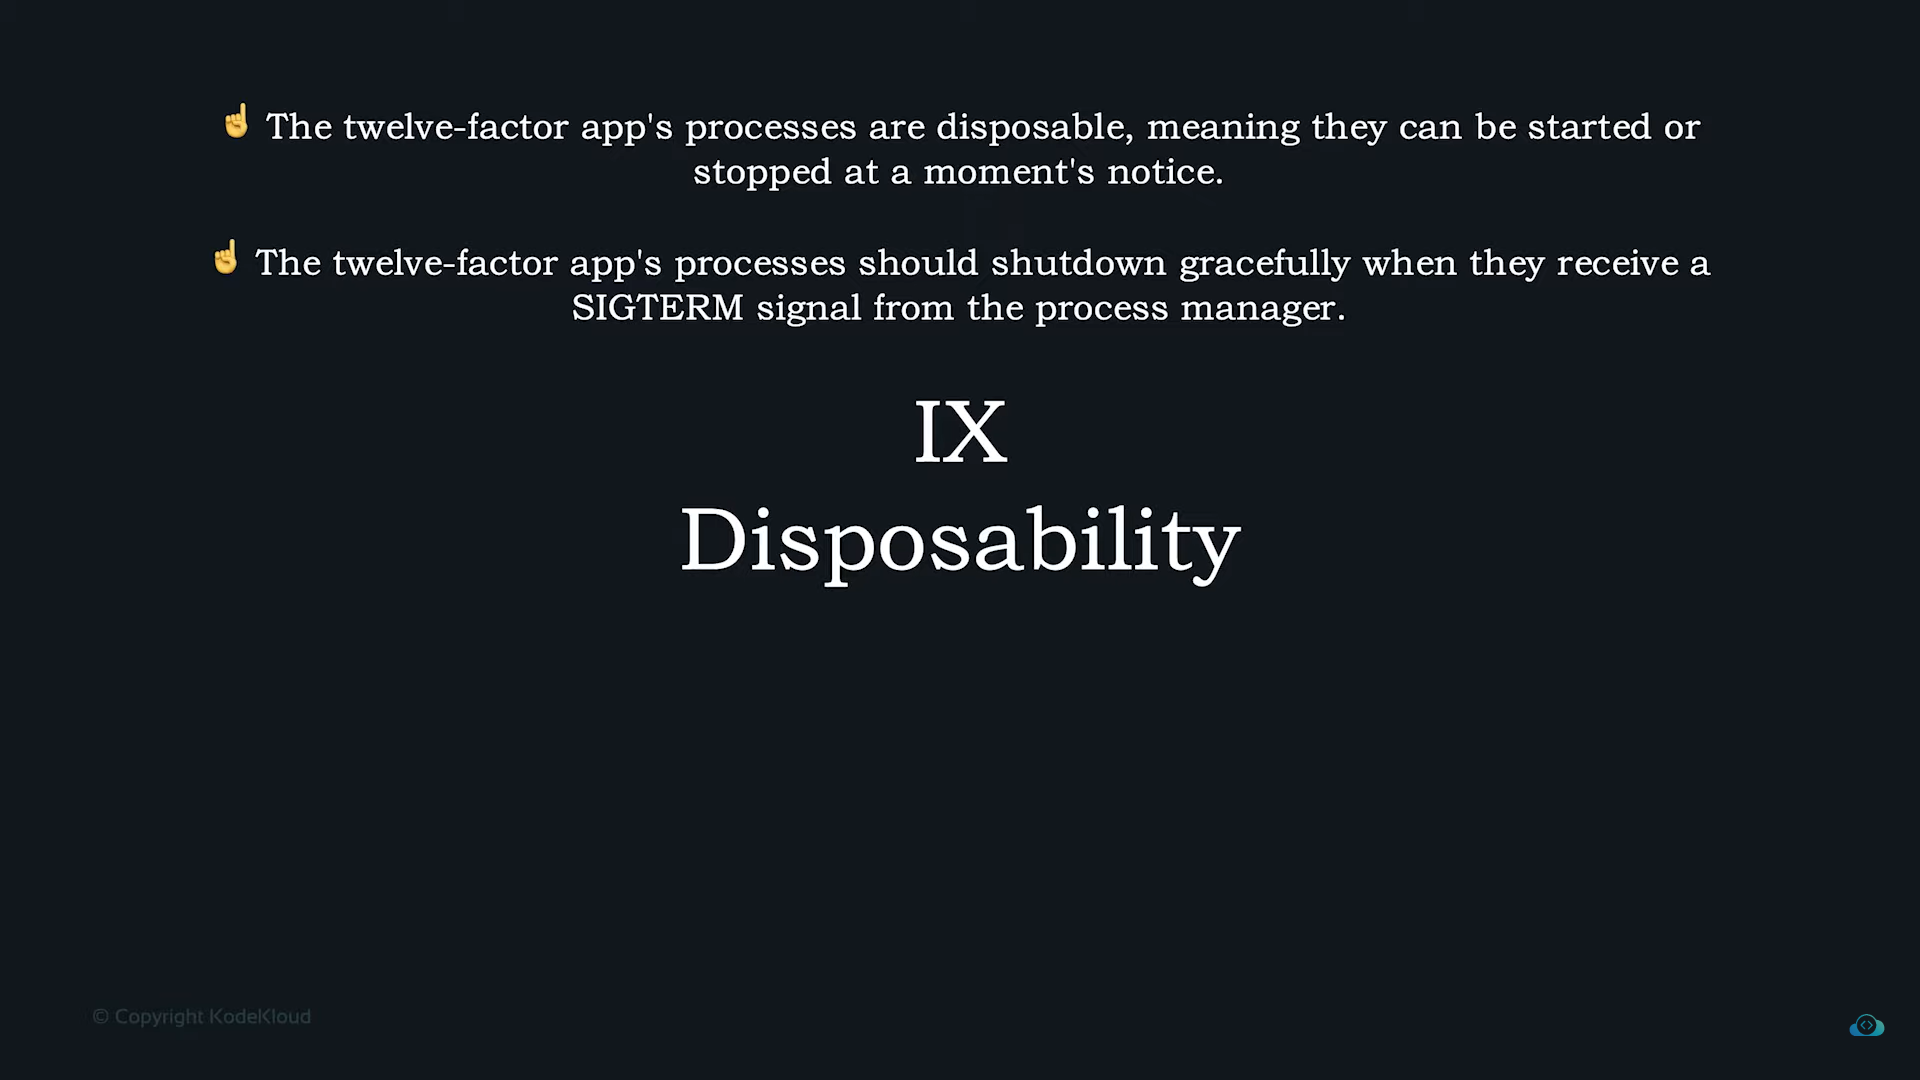 ☝ The twelve-factor app's processes are disposable, meaning they can be started or
stopped at a moment's notice.
☝ The twelve-factor app's processes should shutdown gracefully when they receive a
SIGTERM signal from the process manager.
IX
Disposability
© Copyright KodeKloud